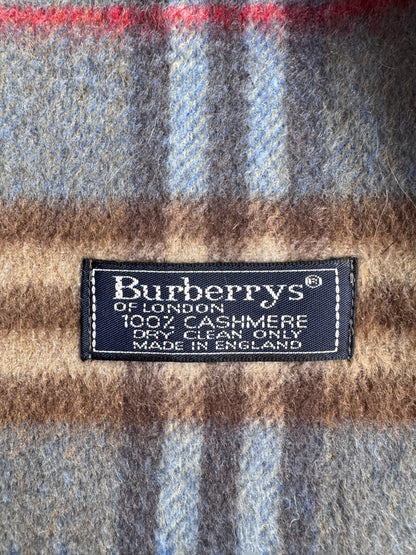 Burberrys®
OF LONDON
100% CASHMERE
DRY CLEAN ONLY
MADE IN ENGLAND